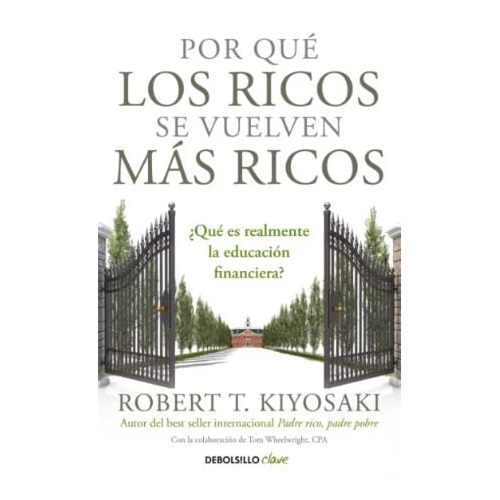 POR QUÉ
LOS RICOS
SE VUELVEN
MÁS RICOS
¿Qué es realmente
la educación
financiera?
ROBERT T. KIYOSAKI
Autor del best seller internacional Padre rico, padre pobre
Con la colaboración de Tom Wheelwright, CPA
DEBOLSILLO clave